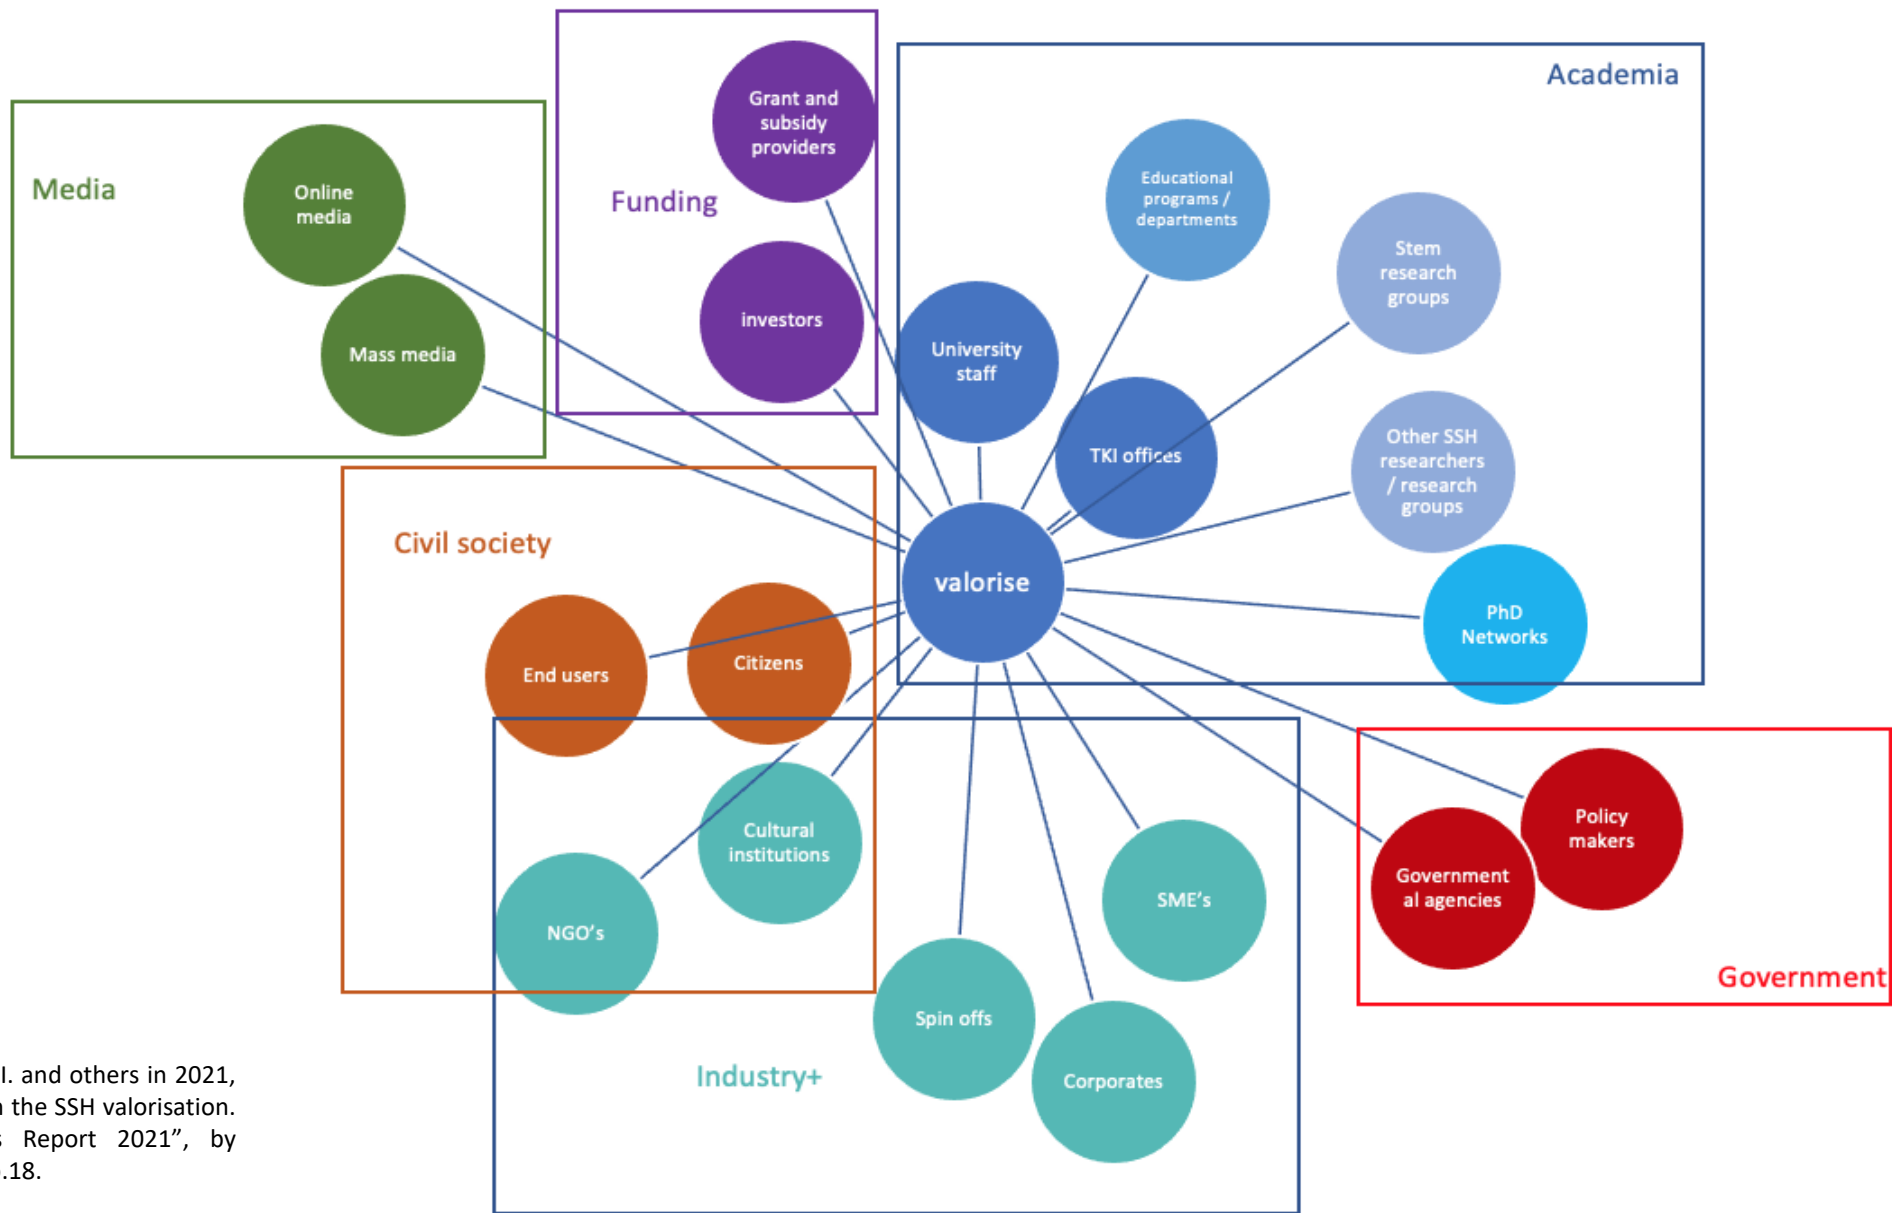 Academia
Grant and
subsidy
providers
Media
Online
media
Funding
Educational
programs /
departments
Stem
research
groups
investors
Mass media
University
staff
TKI offices
Other SSH
researchers
/ research
groups
Civil society
valorise
PhD
Networks
End users
Citizens
Cultural
institutions
Policy
makers
Government
al agencies
SME's
NGO's
Government
Spin offs
Industry+
Corporates
I. and others in 2021,
the SSH valorisation.
Report 2021”, by
.18.